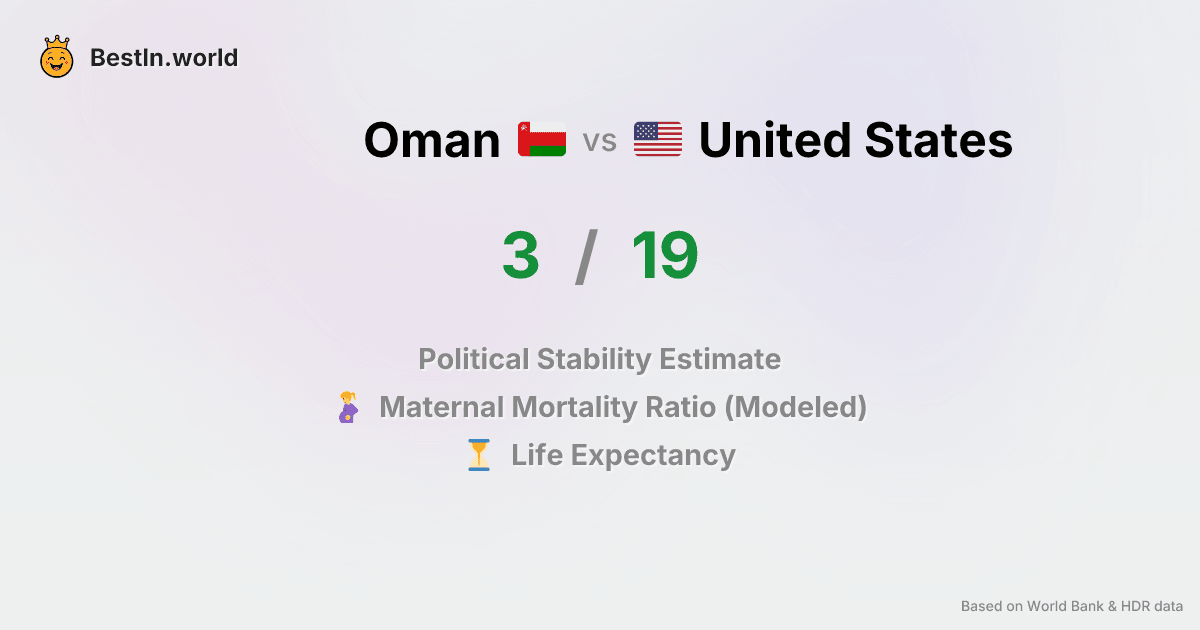 BestIn.world
Oman vs United States
3 / 19
Political Stability Estimate
Maternal Mortality Ratio (Modeled)
Life Expectancy
Based on World Bank & HDR data